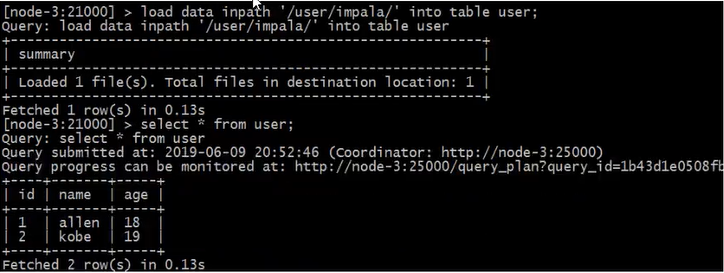 [node-3:21000] > load data inpath '/user/impala/' into table user;
Query: load data inpath '/user/impala/' into table user
+----------------------------------------------------------+
| summary                                                  |
+----------------------------------------------------------+
| Loaded 1 file(s). Total files in destination location: 1 |
+----------------------------------------------------------+
Fetched 1 row(s) in 0.13s
[node-3:21000] > select * from user;
Query: select * from user
Query submitted at: 2019-06-09 20:52:46 (Coordinator: http://node-3:25000)
Query progress can be monitored at: http://node-3:25000/query_plan?query_id=1b43d1e0508fb
+----+-------+-----+
| id | name  | age |
+----+-------+-----+
| 1  | allen | 18  |
| 2  | kobe  | 19  |
+----+-------+-----+
Fetched 2 row(s) in 0.13s